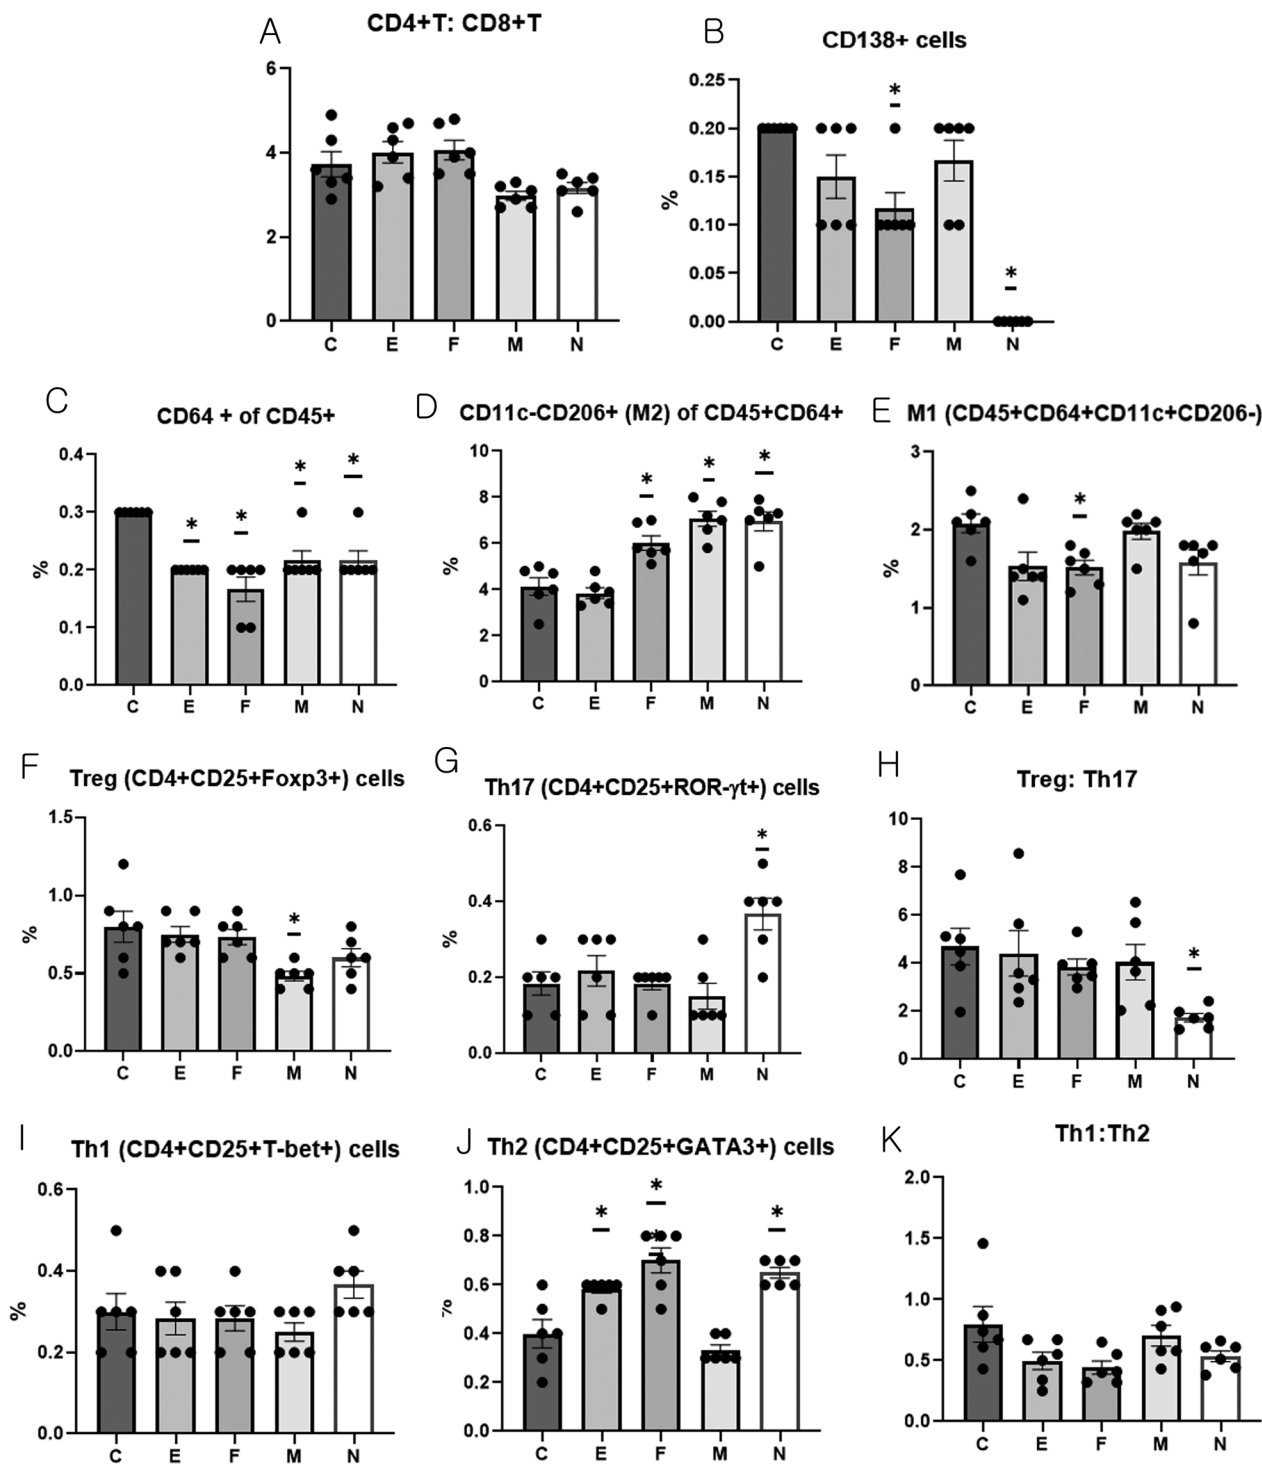 A
CD4+T: CD8+T
6
4
2
0
C E F M N
B
CD138+ cells
%
0.25
0.20
0.15
0.10
0.05
0.00
*
*
C E F M N
C
CD64 + of CD45+
%
0.4
0.3
0.2
0.1
0.0
* * * *
C E F M N
D
CD11c-CD206+ (M2) of CD45+CD64+
%
10
8
6
4
2
0
* * *
C E F M N
E
M1 (CD45+CD64+CD11c+CD206-)
%
3
2
1
0
*
C E F M N
F
Treg (CD4+CD25+Foxp3+) cells
%
1.5
1.0
0.5
0.0
*
C E F M N
G
Th17 (CD4+CD25+ROR-γt+) cells
%
0.6
0.4
0.2
0.0
*
C E F M N
H
Treg: Th17
10
8
6
4
2
0
*
C E F M N
I
Th1 (CD4+CD25+T-bet+) cells
%
0.6
0.4
0.2
0.0
C E F M N
J
Th2 (CD4+CD25+GATA3+) cells
%
1.0
0.8
0.6
0.4
0.2
0.0
* * *
*
C E F M N
K
Th1:Th2
2.0
1.5
1.0
0.5
0.0
C E F M N